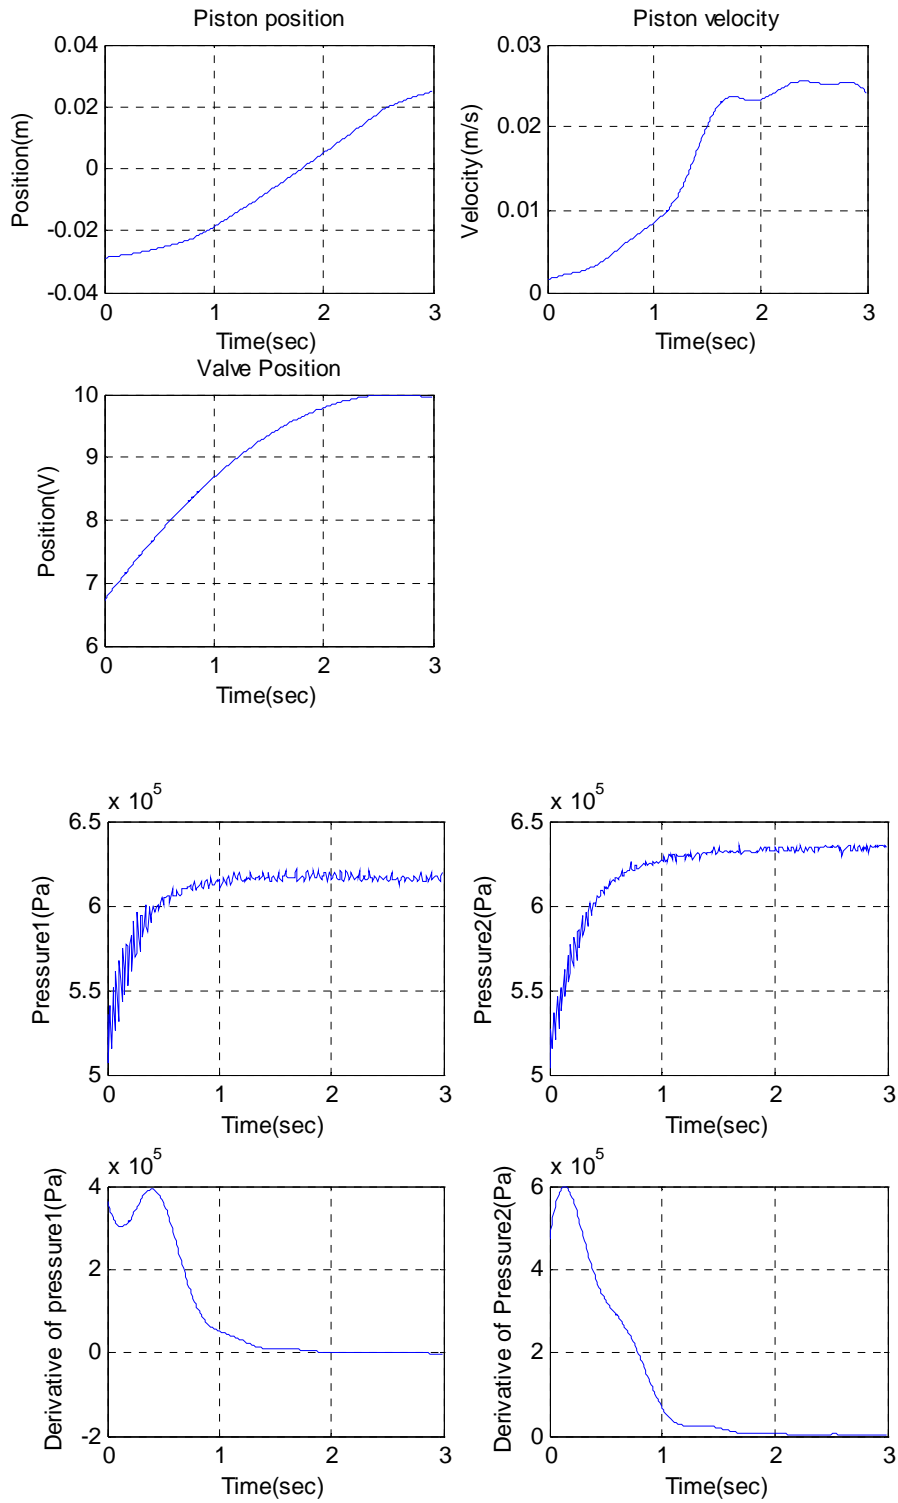 Piston position
0.04
0.02
0
-0.02
-0.04
Position(m)
0 1 2 3
Time(sec)
Piston velocity
0.03
0.02
0.01
0
Velocity(m/s)
0 1 2 3
Time(sec)
Valve Position
10
9
8
7
6
Position(V)
0 1 2 3
Time(sec)
x 10^5
6.5
6
5.5
5
Pressure1(Pa)
0 1 2 3
Time(sec)
x 10^5
6.5
6
5.5
5
Pressure2(Pa)
0 1 2 3
Time(sec)
x 10^5
4
2
0
-2
Derivative of pressure1(Pa)
0 1 2 3
Time(sec)
x 10^5
6
4
2
0
Derivative of Pressure2(Pa)
0 1 2 3
Time(sec)